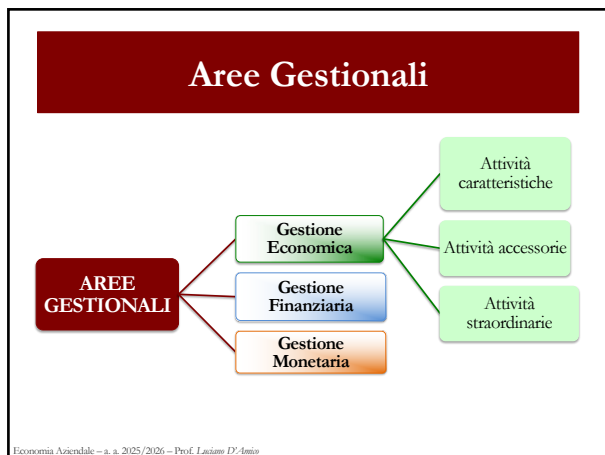 Aree Gestionali
AREE
GESTIONALI
Gestione
Economica
Gestione
Finanziaria
Gestione
Monetaria
Attività
caratteristiche
Attività accessorie
Attività
straordinarie
Economia Aziendale – a. a. 2025/2026 – Prof. Luciano D'Amico